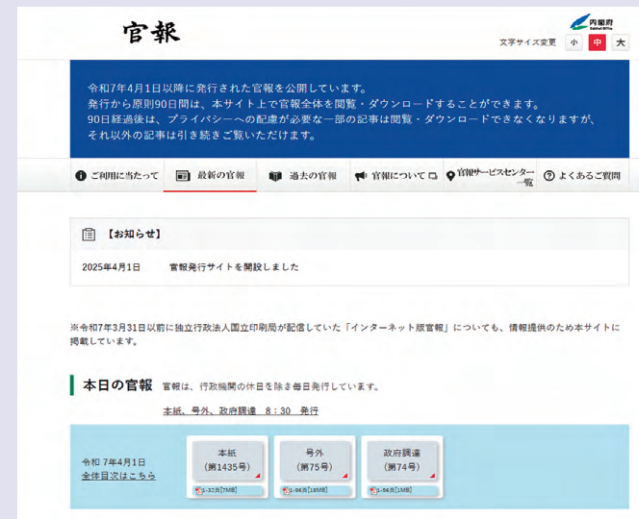 官報
内閣府
Cabinet Office
文字サイズ変更 小 中 大
令和7年4月1日以降に発行された官報を公開しています。
発行から原則90日間は、本サイト上で官報全体を閲覧・ダウンロードすることができます。
90日経過後は、プライバシーへの配慮が必要な一部の記事は閲覧・ダウンロードできなくなりますが、
それ以外の記事は引き続きご覧いただけます。
ご利用に当たって 最新の官報 過去の官報 官報について 官報サービスセンター一覧 よくあるご質問
【お知らせ】
2025年4月1日 官報発行サイトを開設しました
※令和7年3月31日以前に独立行政法人国立印刷局が配信していた「インターネット版官報」についても、情報提供のため本サイトに
掲載しています。
本日の官報 官報は、行政機関の休日を除き毎日発行しています。
本紙、号外、政府調達 8：30 発行
令和 7年4月1日
全体目次はこちら
本紙
(第1435号)
1-32頁[7MB]
号外
(第75号)
1-96頁[18MB]
政府調達
(第74号)
1-96頁[1MB]